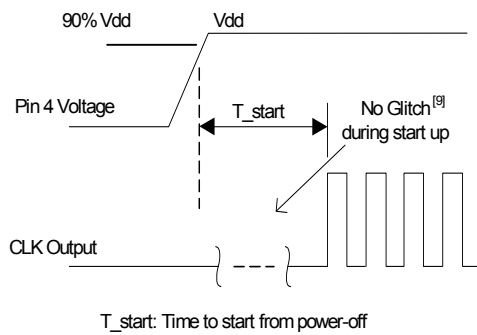 90% Vdd
Vdd
Pin 4 Voltage
T_start
No Glitch [9]
during start up
CLK Output
T_start: Time to start from power-off